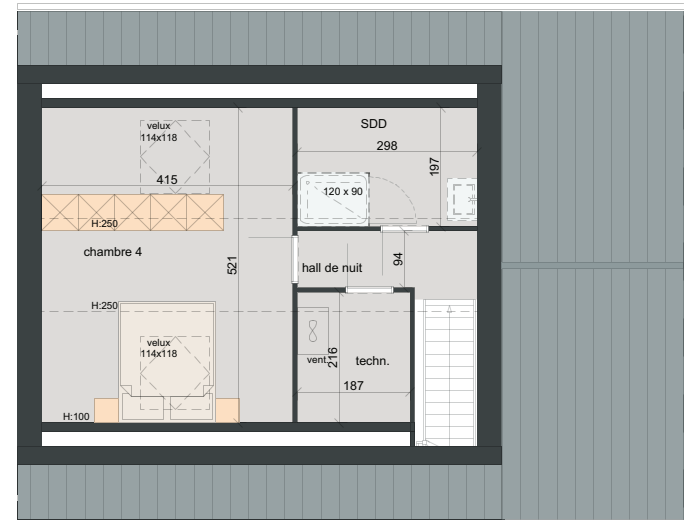 velux
114x118
SDD
298
197
415
120 x 90
H:250
chambre 4
521
hall de nuit
94
H:250
velux
114x118
vent.
216
techn.
187
H:100